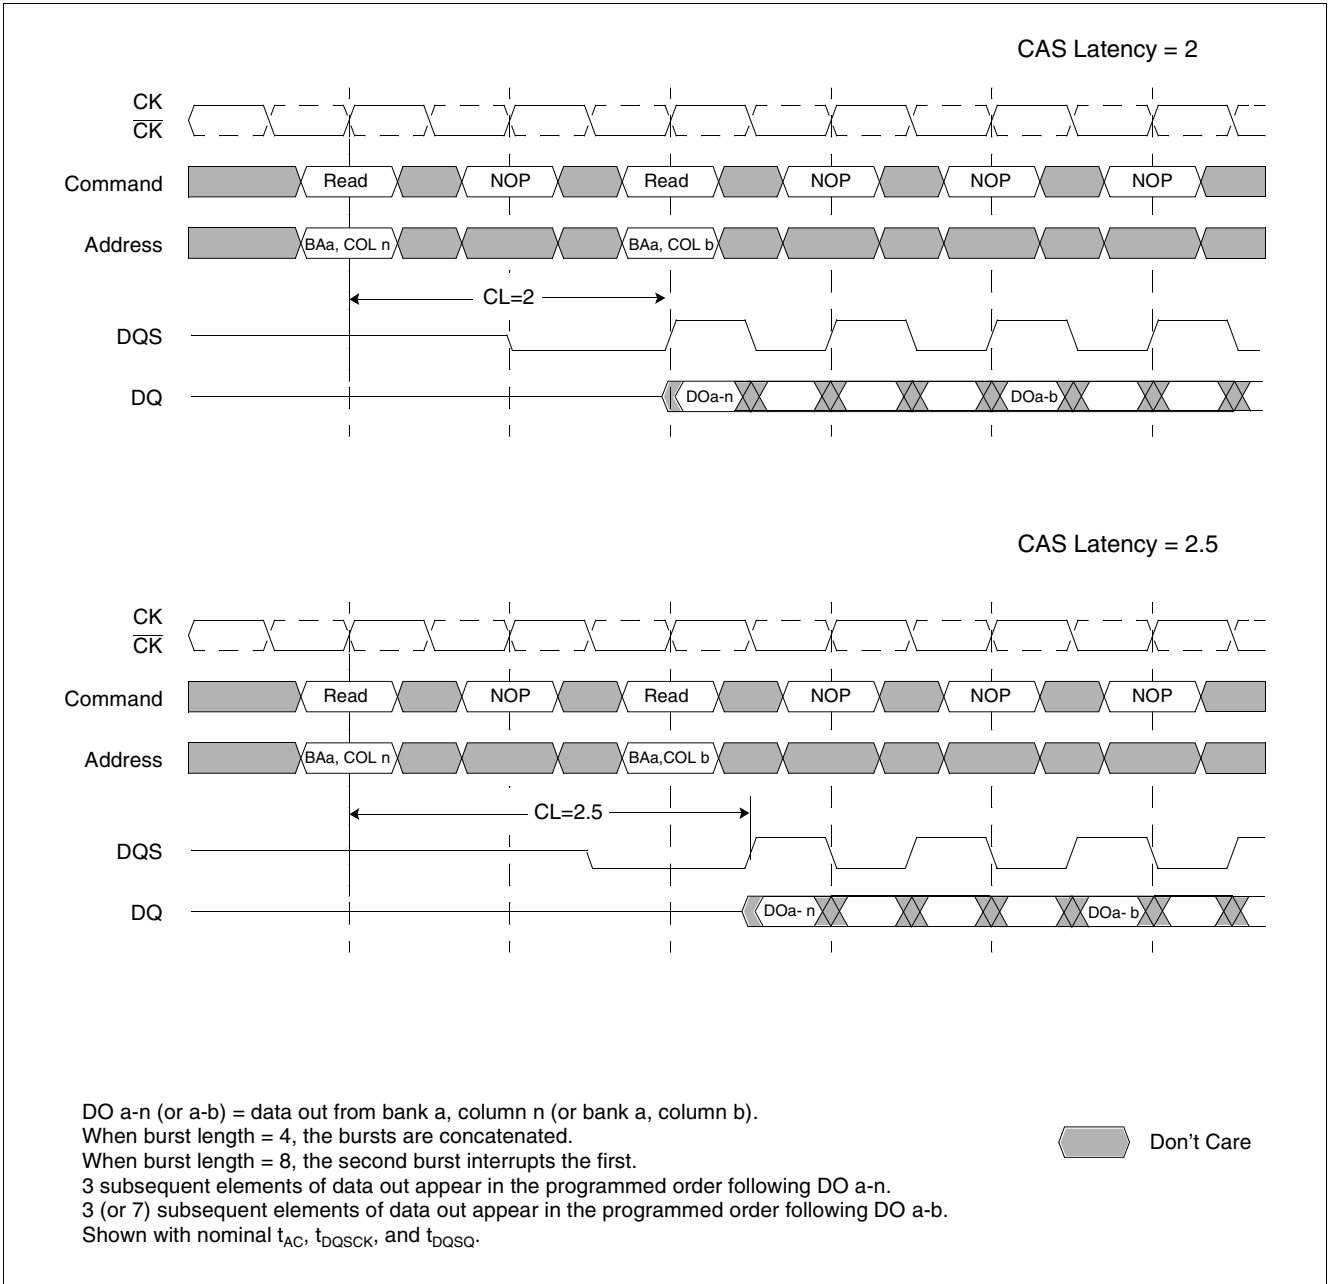 CAS Latency = 2
CK
CK
Command Read NOP Read NOP NOP NOP
Address BAa, COL n BAa, COL b
CL=2
DQS
DQ DOa-n DOa-b
CAS Latency = 2.5
CK
CK
Command Read NOP Read NOP NOP NOP
Address BAa, COL n BAa,COL b
CL=2.5
DQS
DQ DOa- n DOa- b
DO a-n (or a-b) = data out from bank a, column n (or bank a, column b).
When burst length = 4, the bursts are concatenated.
When burst length = 8, the second burst interrupts the first.
3 subsequent elements of data out appear in the programmed order following DO a-n.
3 (or 7) subsequent elements of data out appear in the programmed order following DO a-b.
Shown with nominal tAC, tDQSCK, and tDQSQ.
Don't Care